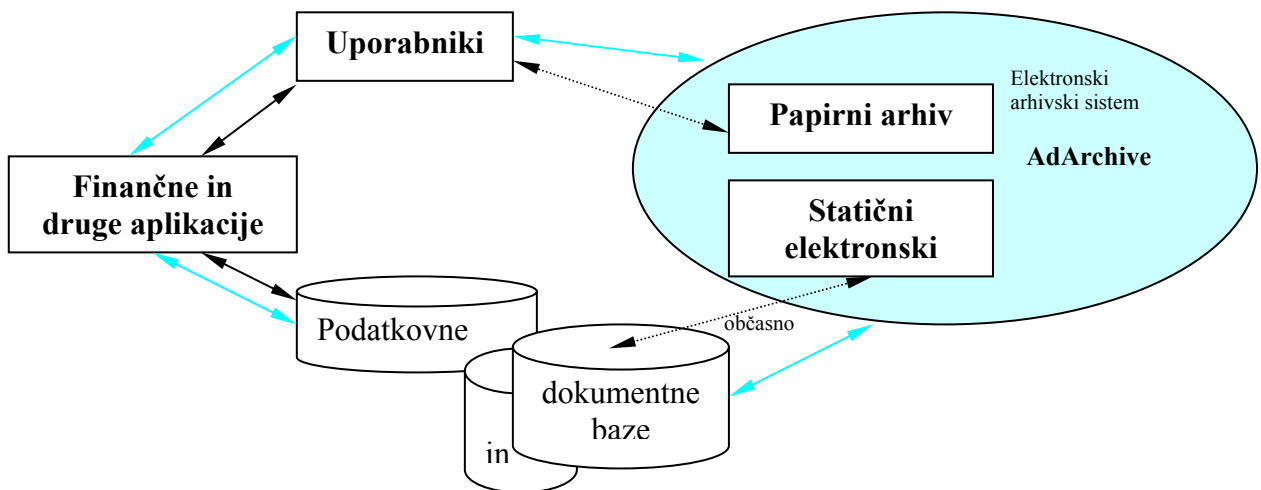 Uporabniki
Elektronski
arhivski sistem
Papirni arhiv
AdArchive
Finančne in
druge aplikacije
Statični
elektronski
Podatkovne
občasno
dokumentne
baze
in